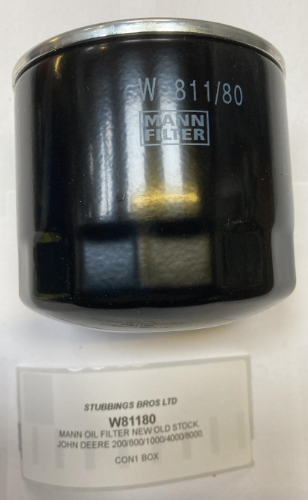 W 811/80
MANN
FILTER
STUBBINGS BROS LTD
W81180
MANN OIL FILTER NEW OLD STOCK.
JOHN DEERE 200/800/1000/4000/8000.
CON1 BOX